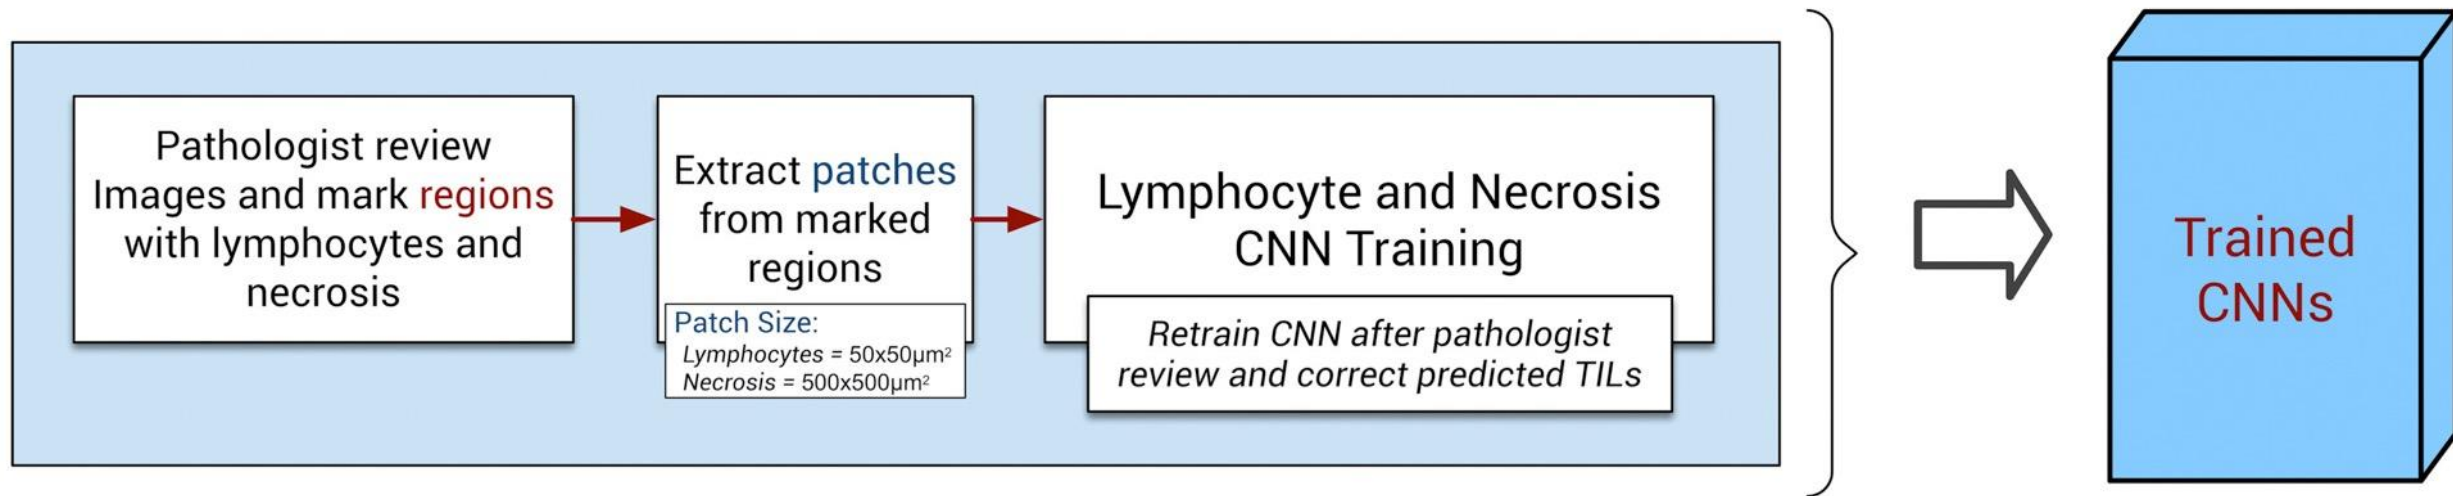 Pathologist review
Images and mark regions
with lymphocytes and
necrosis
Extract patches
from marked
regions
Patch Size:
Lymphocytes = 50x50µm²
Necrosis = 500x500µm²
Lymphocyte and Necrosis
CNN Training
Retrain CNN after pathologist
review and correct predicted TILs
Trained
CNNs